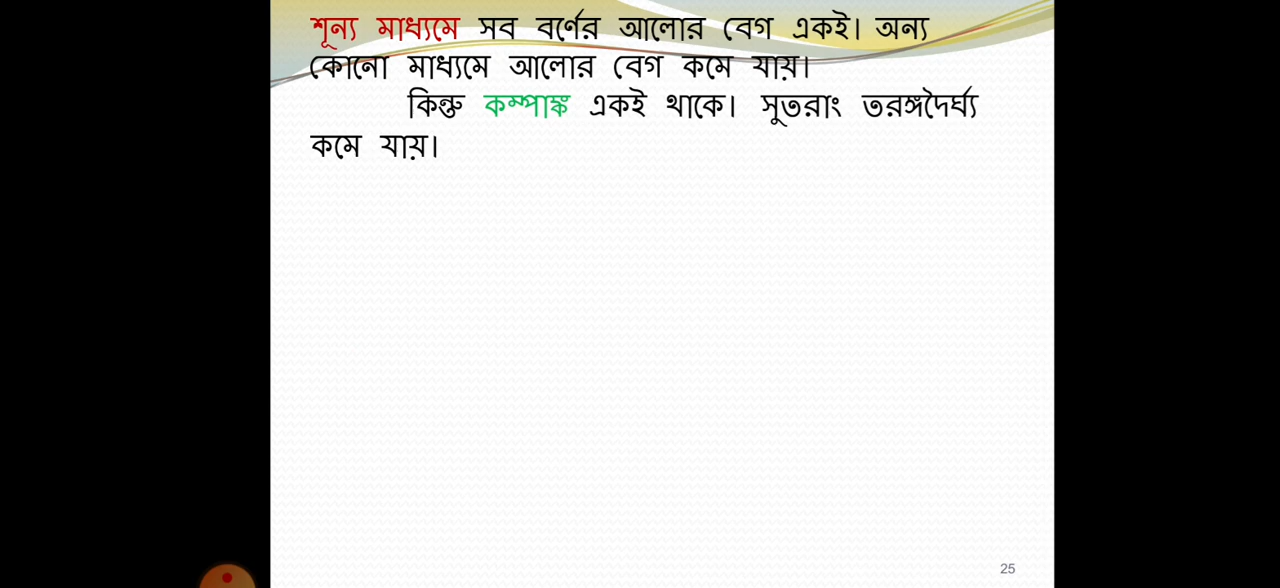 শূন্য মাধ্যমে সব বর্ণের আলোর বেগ একই। অন্য
কোনো মাধ্যমে আলোর বেগ কমে যায়।
কিন্তু কম্পাঙ্ক একই থাকে। সুতরাং তরঙ্গদৈর্ঘ্য
কমে যায়।
25